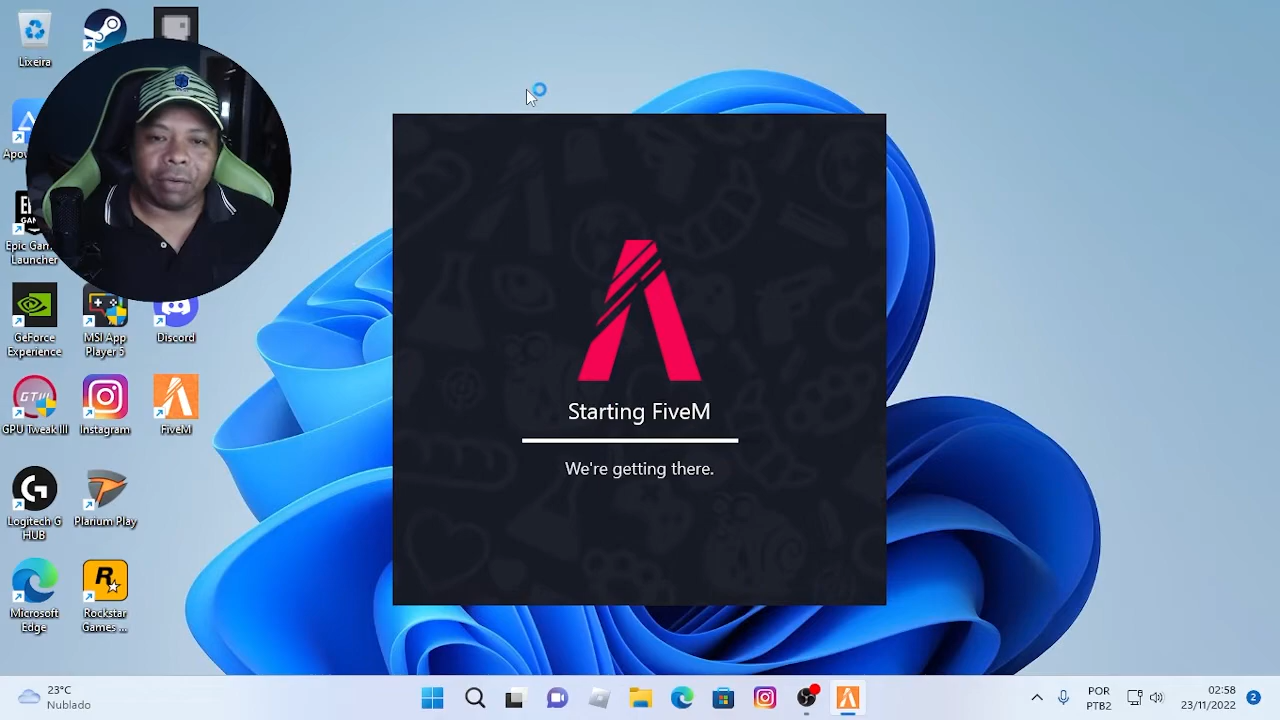 Lixeira
Epic Gam
Launcher
GeForce
Experience
MSI App
Player 5
Discord
GPU Tweak III
Instagram
FiveM
Logitech G
HUB
Plarium Play
Microsoft
Edge
Rockstar
Games ...
Starting FiveM
We're getting there.
23°C
Nublado
POR
PTB2
02:58
23/11/2022
2